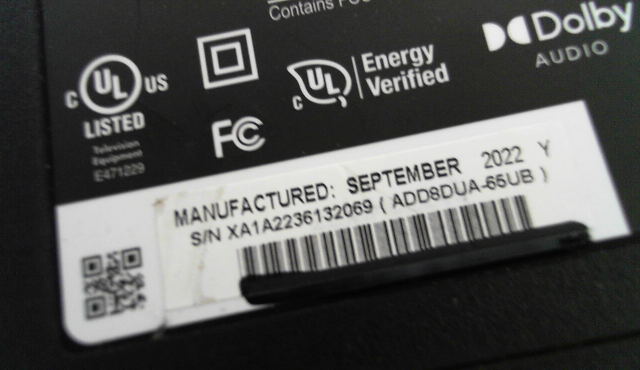 Contains
Dolby
AUDIO
C UL US
LISTED
Television
Equipment
E471229
FC
C UL
Energy
Verified
MANUFACTURED: SEPTEMBER 2022 Y
S/N XA1A2236132069 ( ADD8DUA-65UB )